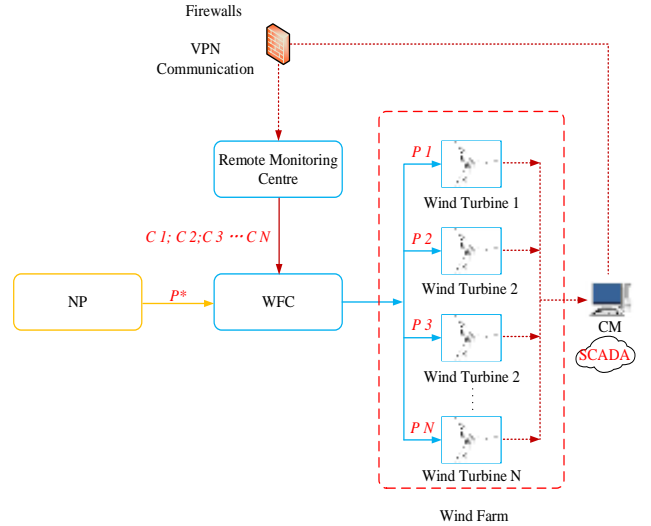 Firewalls
VPN
Communication
Remote Monitoring
Centre
C 1; C 2;C 3 ··· C N
NP
P*
WFC
P 1
Wind Turbine 1
P 2
Wind Turbine 2
P 3
Wind Turbine 2
P N
Wind Turbine N
CM
SCADA
Wind Farm